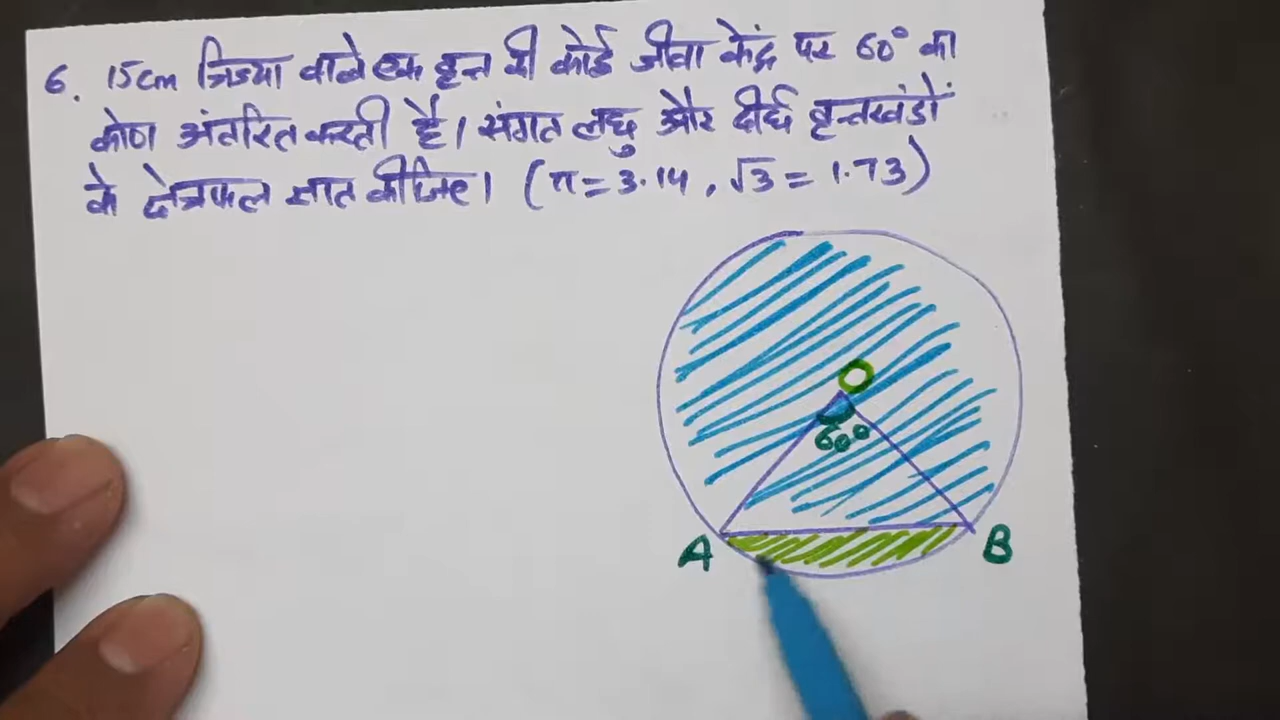 6. 15cm त्रिज्या वाले एक वृत्त की कोई जीवा केंद्र पर 60° का
कोण अंतरित करती है। संगत लघु और दीर्घ वृत्तखंडों
के क्षेत्रफल ज्ञात कीजिए। (π = 3.14, √3 = 1.73)
O
60°
A
B